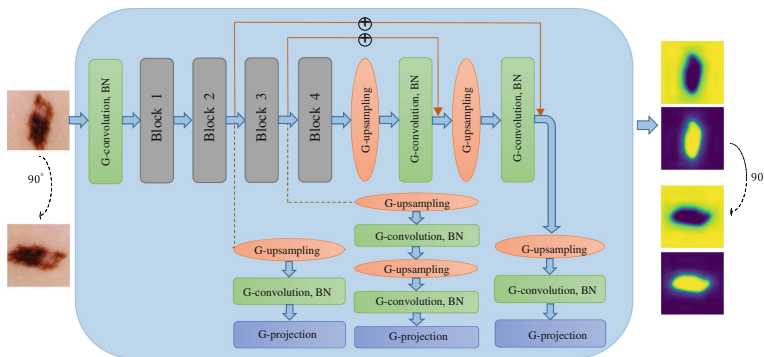 90°
G-convolution, BN
Block 1
Block 2
Block 3
Block 4
G-upsampling
G-convolution, BN
G-upsampling
G-convolution, BN
G-upsampling
G-convolution, BN
G-upsampling
G-convolution, BN
G-projection
G-upsampling
G-convolution, BN
G-projection
G-upsampling
G-convolution, BN
G-projection
90